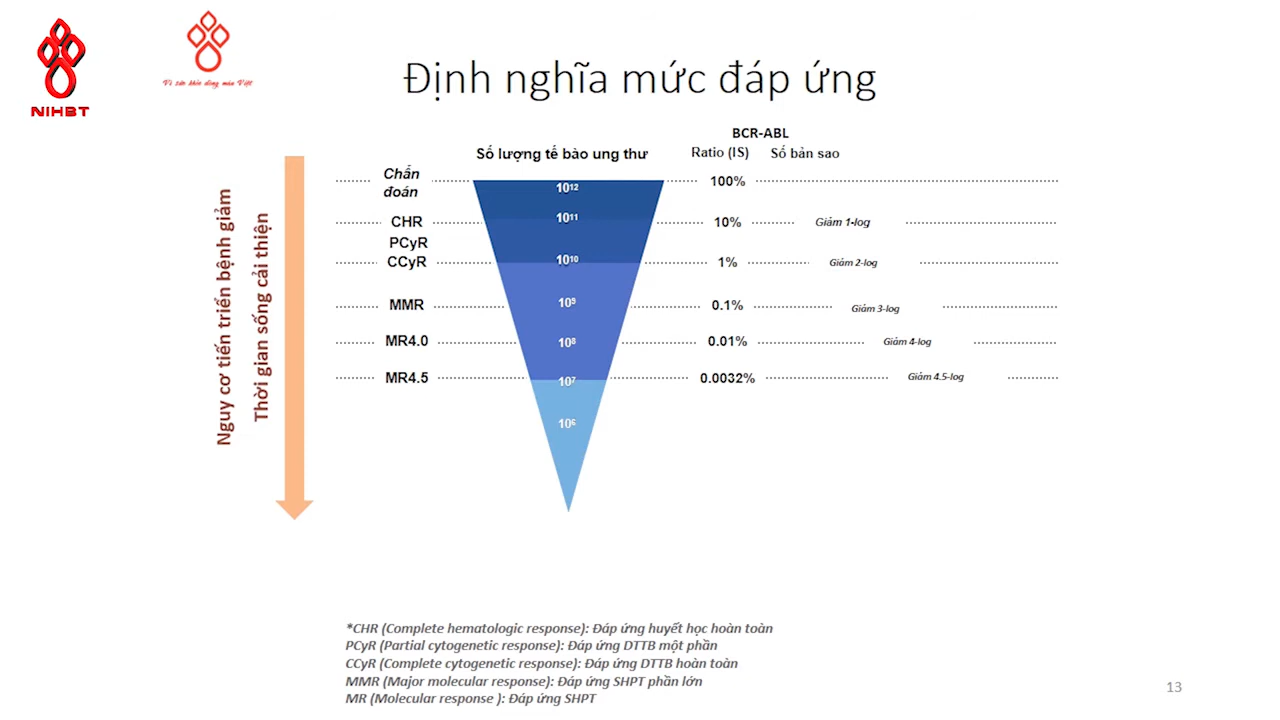 NIHBT
Vì sức khỏe dòng máu Việt
Định nghĩa mức đáp ứng
BCR-ABL
Số lượng tế bào ung thư Ratio (IS) Số bản sao
Chẩn
đoán 10¹² 100%
CHR 10¹¹ 10% Giảm 1-log
PCyR
CCyR 10¹⁰ 1% Giảm 2-log
MMR 10⁹ 0.1% Giảm 3-log
MR4.0 10⁸ 0.01% Giảm 4-log
MR4.5 10⁷ 0.0032% Giảm 4.5-log
10⁶
Nguy cơ tiến triển bệnh giảm
Thời gian sống cải thiện
*CHR (Complete hematologic response): Đáp ứng huyết học hoàn toàn
PCyR (Partial cytogenetic response): Đáp ứng DTTB một phần
CCyR (Complete cytogenetic response): Đáp ứng DTTB hoàn toàn
MMR (Major molecular response): Đáp ứng SHPT phần lớn
MR (Molecular response ): Đáp ứng SHPT
13